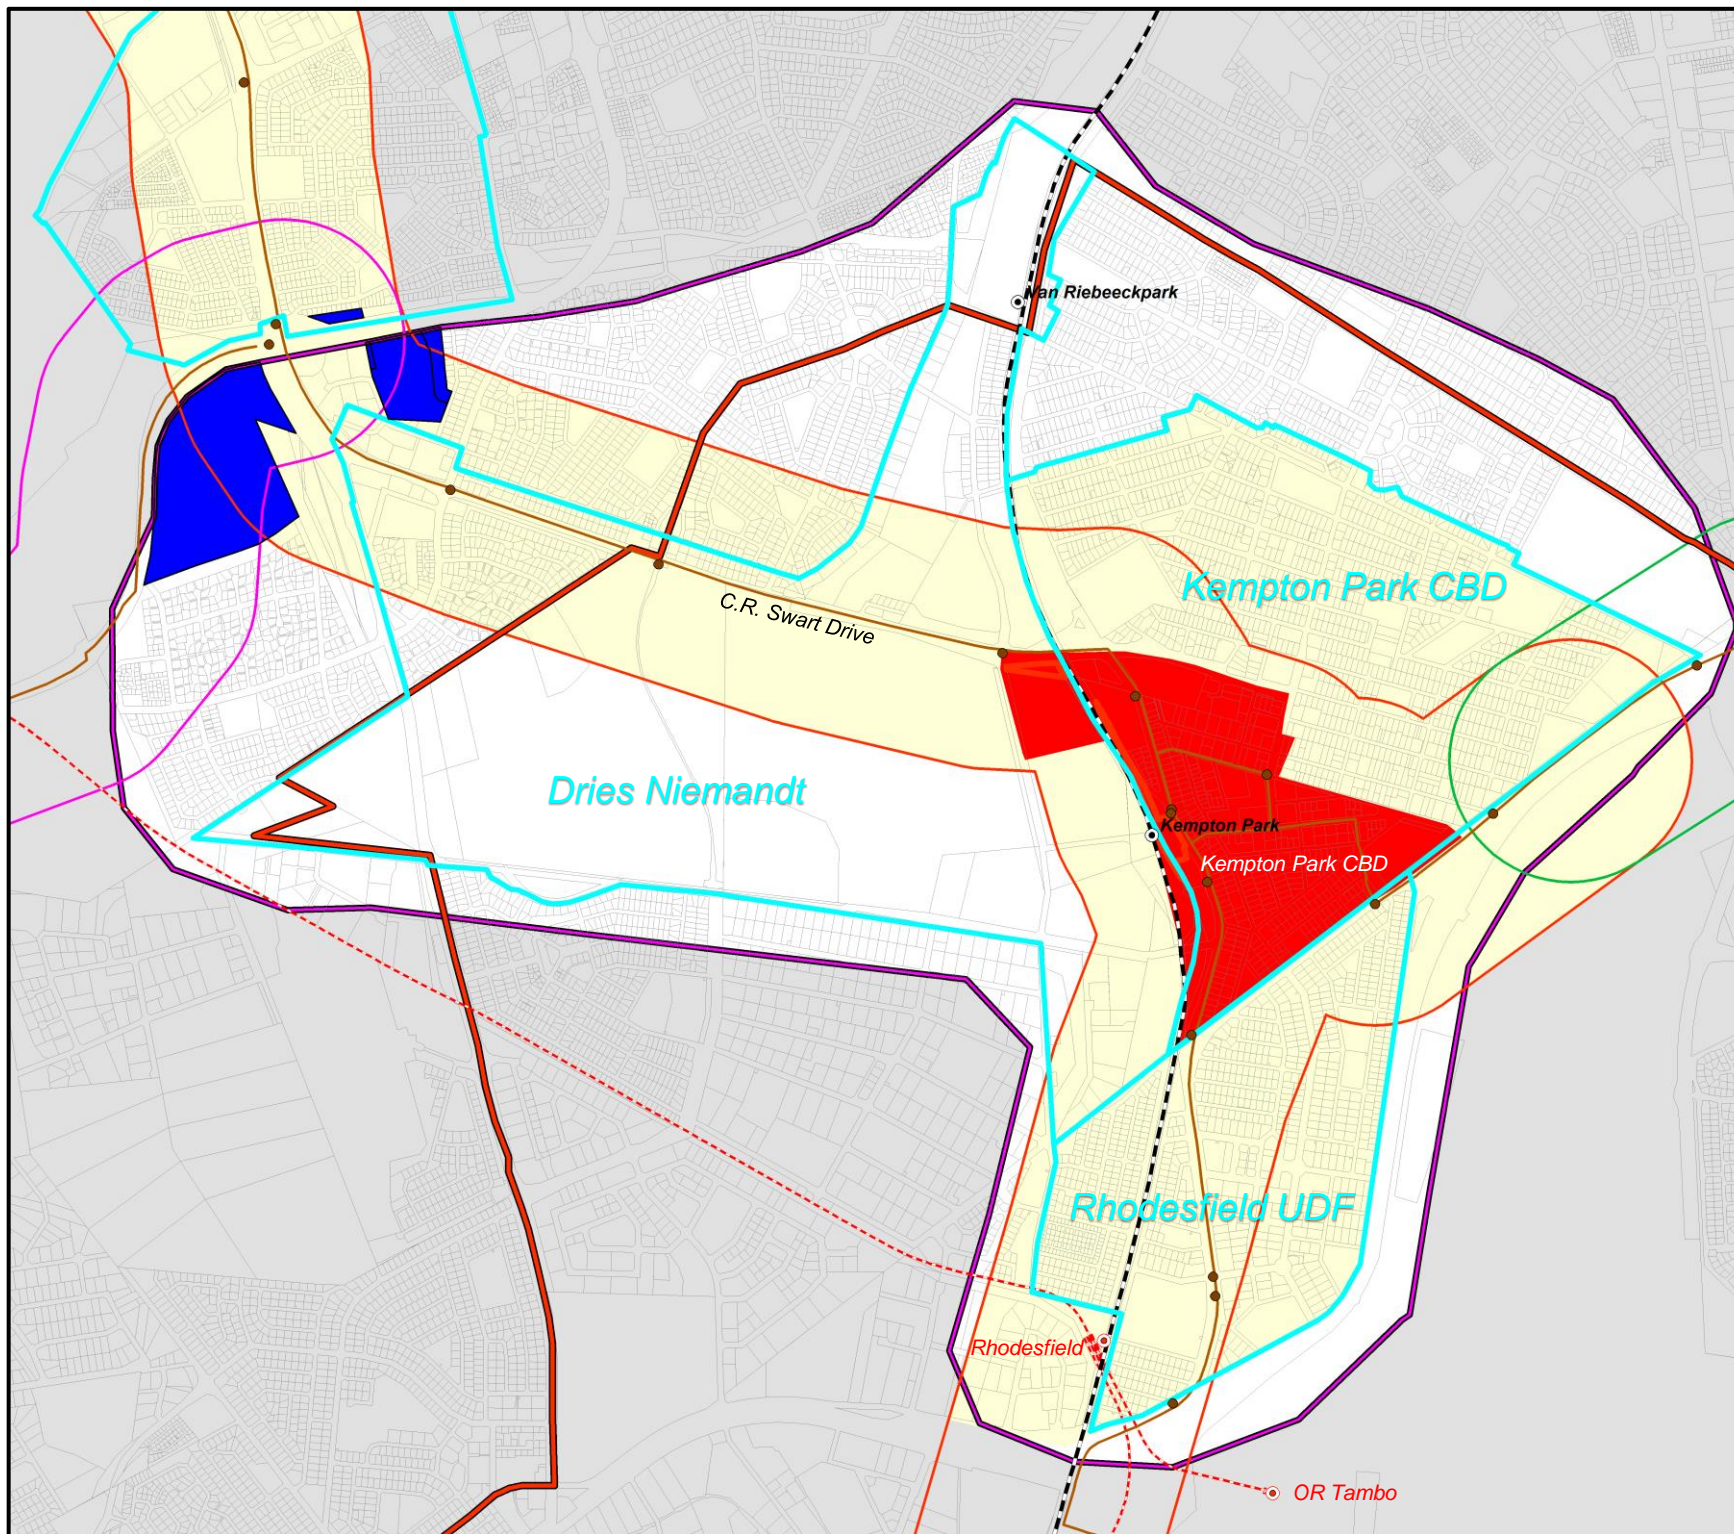 Van Riebeeckpark
Kempton Park CBD
C.R. Swart Drive
Dries Niemandt
Kempton Park
Kempton Park CBD
Rhodesfield UDF
Rhodesfield
OR Tambo